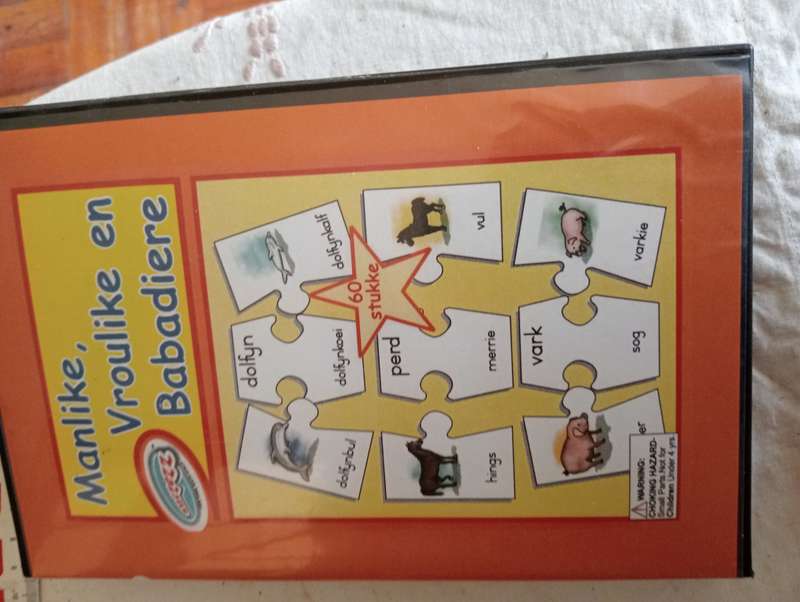 Manlike,
Vroulike en
Babadiere
60
stukke
dolfynbul
dolfyn
dolfynkoei
dolfynkalf
hings
perd
merrie
vul
er
vark
sog
varkie
WARNING:
CHOKING HAZARD-
Small Parts Not for
Children Under 4 yrs.